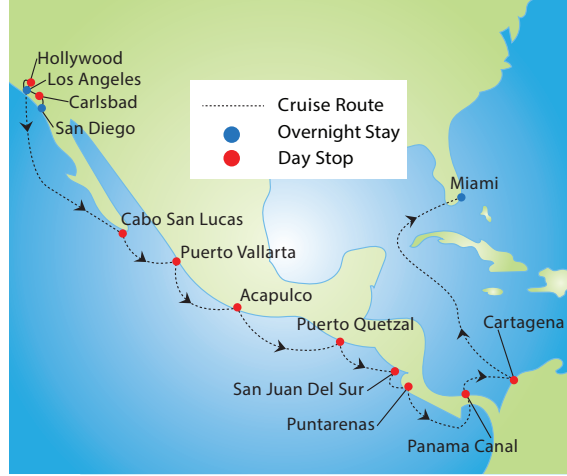 Hollywood
Los Angeles
Carlsbad
San Diego
Cruise Route
Overnight Stay
Day Stop
Miami
Cabo San Lucas
Puerto Vallarta
Acapulco
Puerto Quetzal
Cartagena
San Juan Del Sur
Puntarenas
Panama Canal